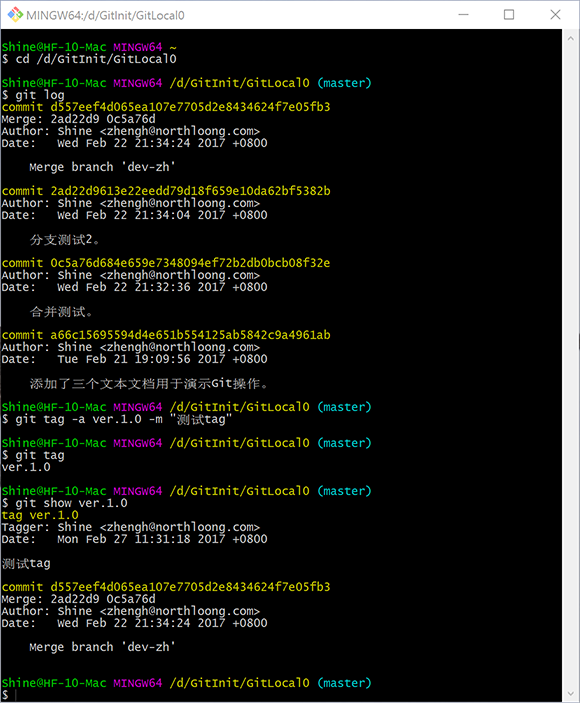 MINGW64:/d/GitInit/GitLocal0
Shine@HF-10-Mac MINGW64 ~
$ cd /d/GitInit/GitLocal0
Shine@HF-10-Mac MINGW64 /d/GitInit/GitLocal0 (master)
$ git log
commit d557eef4d065ea107e7705d2e8434624f7e05fb3
Merge: 2ad22d9 0c5a76d
Author: Shine <zhengh@northloong.com>
Date:   Wed Feb 22 21:34:24 2017 +0800
Merge branch 'dev-zh'
commit 2ad22d9613e22eedd79d18f659e10da62bf5382b
Author: Shine <zhengh@northloong.com>
Date:   Wed Feb 22 21:34:04 2017 +0800
分支测试2。
commit 0c5a76d684e659e7348094ef72b2db0bcb08f32e
Author: Shine <zhengh@northloong.com>
Date:   Wed Feb 22 21:32:36 2017 +0800
合并测试。
commit a66c15695594d4e651b554125ab5842c9a4961ab
Author: Shine <zhengh@northloong.com>
Date:   Tue Feb 21 19:09:56 2017 +0800
添加了三个文本文档用于演示Git操作。
Shine@HF-10-Mac MINGW64 /d/GitInit/GitLocal0 (master)
$ git tag -a ver.1.0 -m "测试tag"
Shine@HF-10-Mac MINGW64 /d/GitInit/GitLocal0 (master)
$ git tag
ver.1.0
Shine@HF-10-Mac MINGW64 /d/GitInit/GitLocal0 (master)
$ git show ver.1.0
tag ver.1.0
Tagger: Shine <zhengh@northloong.com>
Date:   Mon Feb 27 11:31:18 2017 +0800
测试tag
commit d557eef4d065ea107e7705d2e8434624f7e05fb3
Merge: 2ad22d9 0c5a76d
Author: Shine <zhengh@northloong.com>
Date:   Wed Feb 22 21:34:24 2017 +0800
Merge branch 'dev-zh'
Shine@HF-10-Mac MINGW64 /d/GitInit/GitLocal0 (master)
$